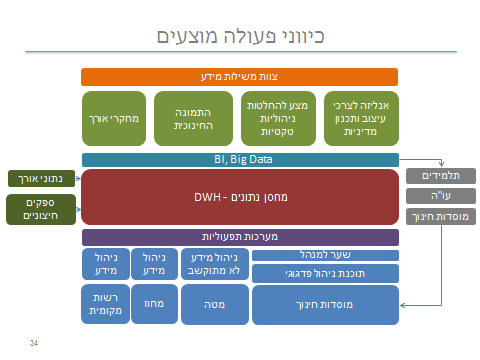 כיווני פעולה מוצעים
צוות משילות מידע
אנליזה לצרכי
עיצוב ותכנון
מדיניות
מצע להחלטות
ניהוליות
טקטיות
התמונה
החינוכית
מחקרי אורך
BI, Big Data
תלמידים
עו"ה
מוסדות חינוך
נתוני אורך
ספקים
חיצוניים
מחסן נתונים - DWH
מערכות תפעוליות
שער למנהל
תוכנת ניהול פדגוגי
מוסדות חינוך
ניהול מידע
לא מתוקשב
מטה
ניהול
מידע
מחוז
ניהול
מידע
רשות
מקומית
34